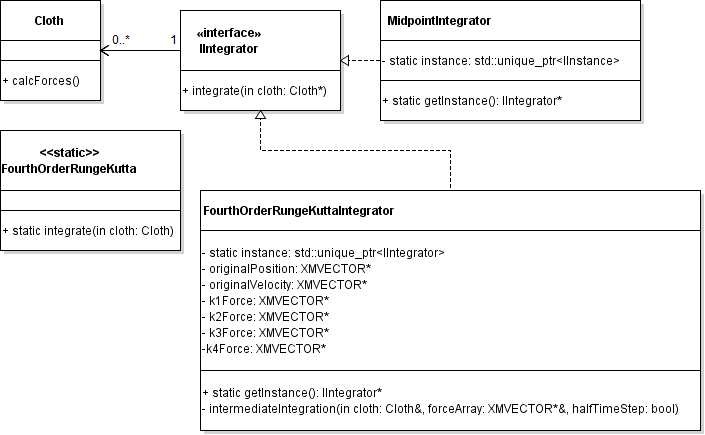 Cloth
+ calcForces()
0..*
1
«interface»
IIntegrator
+ integrate(in cloth: Cloth*)
MidpointIntegrator
- static instance: std::unique_ptr<IInstance>
+ static getInstance(): IIntegrator*
<<static>>
FourthOrderRungeKutta
+ static integrate(in cloth: Cloth)
FourthOrderRungeKuttaIntegrator
- static instance: std::unique_ptr<IIntegrator>
- originalPosition: XMVECTOR*
- originalVelocity: XMVECTOR*
- k1Force: XMVECTOR*
- k2Force: XMVECTOR*
- k3Force: XMVECTOR*
-k4Force: XMVECTOR*
+ static getInstance(): IIntegrator*
- intermediateIntegration(in cloth: Cloth&, forceArray: XMVECTOR*&, halfTimeStep: bool)